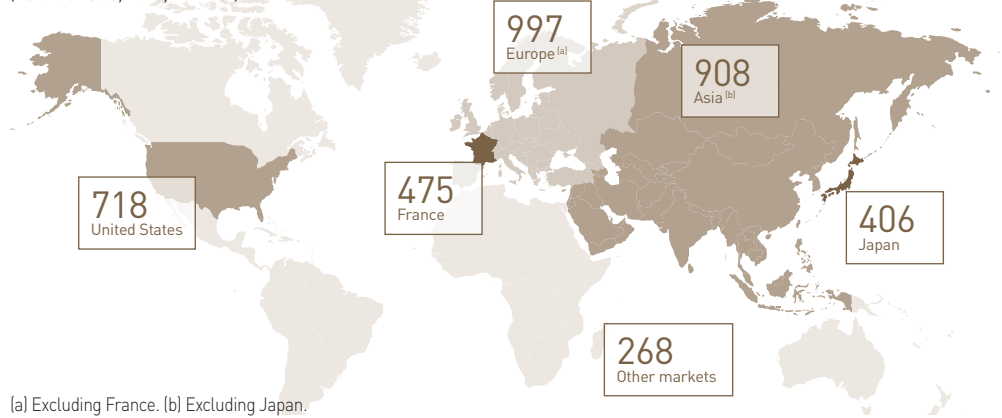 997
Europe (a)
908
Asia (b)
718
United States
475
France
406
Japan
268
Other markets
(a) Excluding France. (b) Excluding Japan.